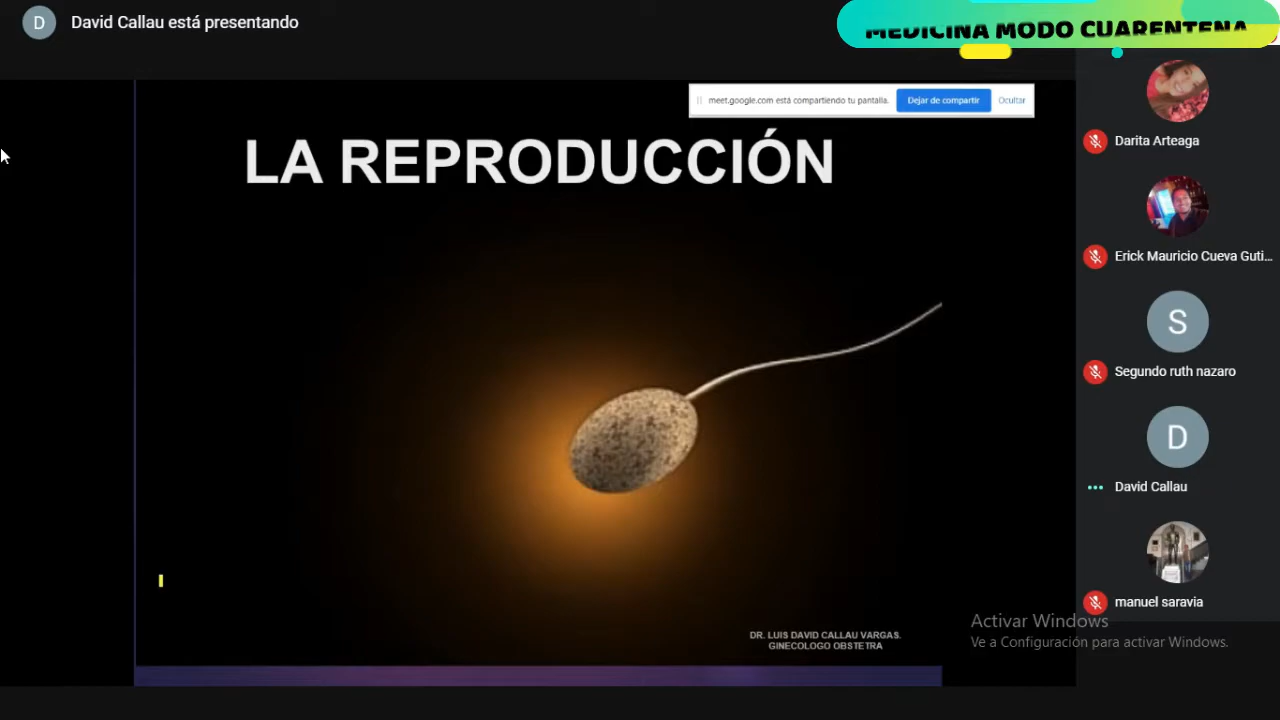 D
David Callau está presentando
MEDICINA MODO CUARENTENA
meet.google.com está compartiendo tu pantalla.
Dejar de compartir
Ocultar
LA REPRODUCCIÓN
Darita Arteaga
Erick Mauricio Cueva Guti...
S
Segundo ruth nazaro
D
David Callau
manuel saravia
DR. LUIS DAVID CALLAU VARGAS.
GINECOLOGO OBSTETRA
Activar Windows
Ve a Configuración para activar Windows.